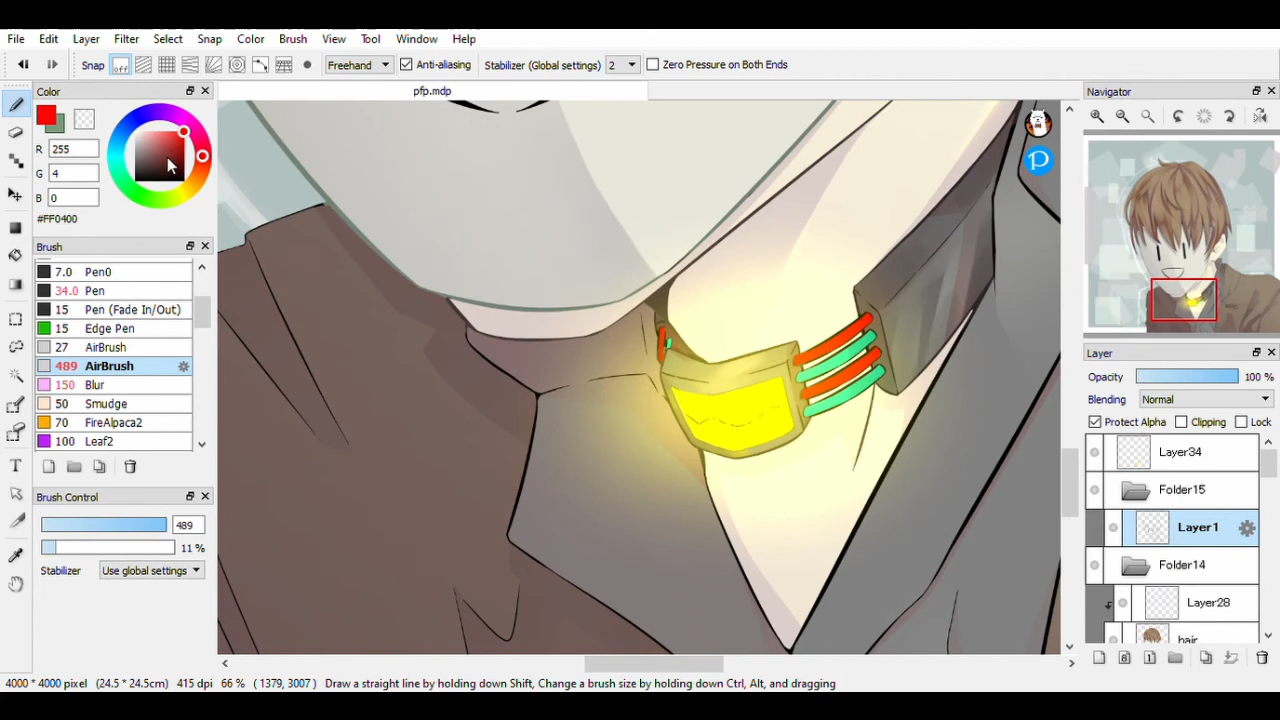 File Edit Layer Filter Select Snap Color Brush View Tool Window Help
Snap off Freehand Anti-aliasing Stabilizer (Global settings) 2 Zero Pressure on Both Ends
Color
pfp.mdp
Navigator
R 255
G 4
B 0
#FF0400
Brush
7.0 Pen0
34.0 Pen
15 Pen (Fade In/Out)
15 Edge Pen
27 AirBrush
489 AirBrush
150 Blur
50 Smudge
70 FireAlpaca2
100 Leaf2
Brush Control
489
11 %
Stabilizer Use global settings
Layer
Opacity 100 %
Blending Normal
Protect Alpha Clipping Lock
Layer34
Folder15
Layer1
Folder14
Layer28
hair
4000 * 4000 pixel (24.5 * 24.5cm) 415 dpi 66 % ( 1379, 3007 ) Draw a straight line by holding down Shift, Change a brush size by holding down Ctrl, Alt, and dragging